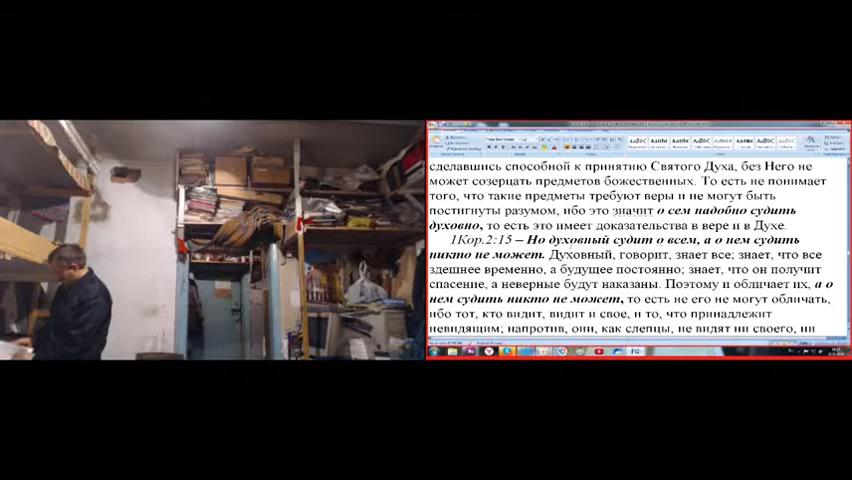 сделавшись способной к принятию Святого Духа, без Него не
может созерцать предметов божественных. То есть не понимает
того, что такие предметы требуют веры и не могут быть
постигнуты разумом, ибо это значит о сем надобно судить
духовно, то есть это имеет доказательства в вере и в Духе.
1Кор.2:15 – Но духовный судит о всем, а о нем судить
никто не может. Духовный, говорит, знает все; знает, что все
здешнее временно, а будущее постоянно; знает, что он получит
спасение, а неверные будут наказаны. Поэтому и обличает их, а о
нем судить никто не может, то есть не его не могут обличать,
ибо тот, кто видит, видит и свое, и то, что принадлежит
невидящим; напротив, они, как слепцы, не видят ни своего, ни